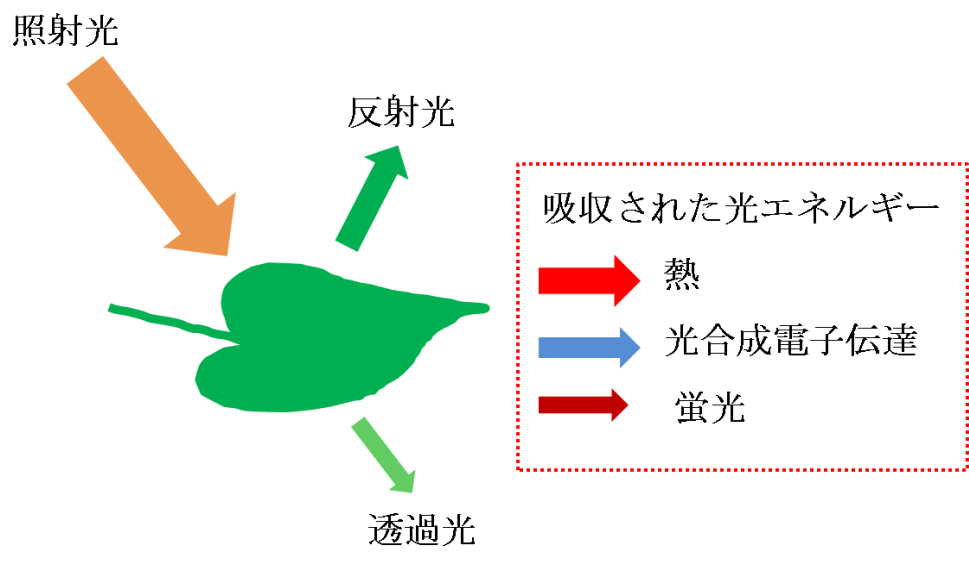 照射光
反射光
吸収された光エネルギー
熱
光合成電子伝達
蛍光
透過光